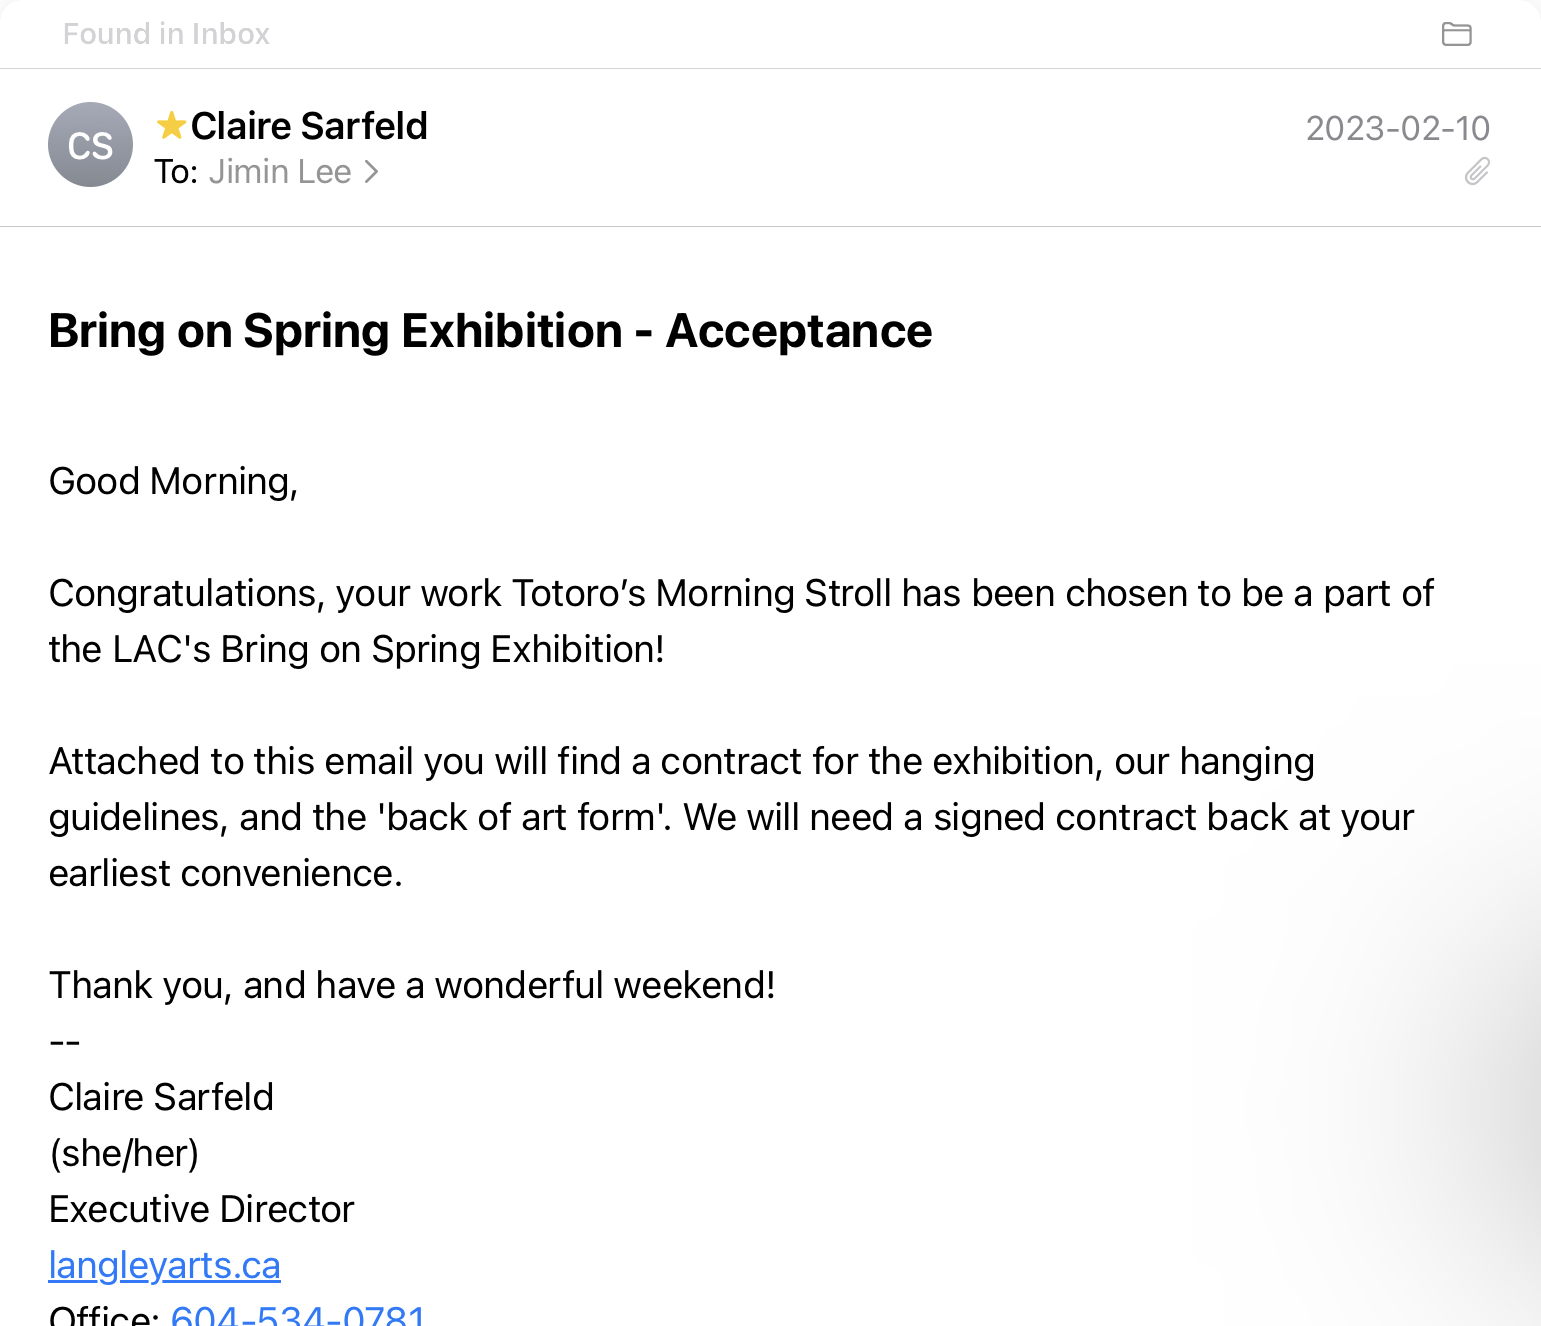 Found in Inbox
CS
Claire Sarfeld
2023-02-10
To: Jimin Lee >
Bring on Spring Exhibition - Acceptance
Good Morning,
Congratulations, your work Totoro’s Morning Stroll has been chosen to be a part of
the LAC's Bring on Spring Exhibition!
Attached to this email you will find a contract for the exhibition, our hanging
guidelines, and the 'back of art form'. We will need a signed contract back at your
earliest convenience.
Thank you, and have a wonderful weekend!
--
Claire Sarfeld
(she/her)
Executive Director
langleyarts.ca
Office: 604-534-0781